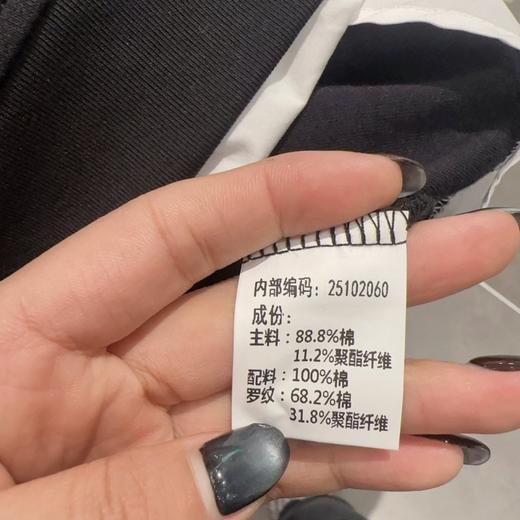 内部编码: 25102060
成份:
主料: 88.8%棉
11.2%聚酯纤维
配料: 100%棉
罗纹: 68.2%棉
31.8%聚酯纤维